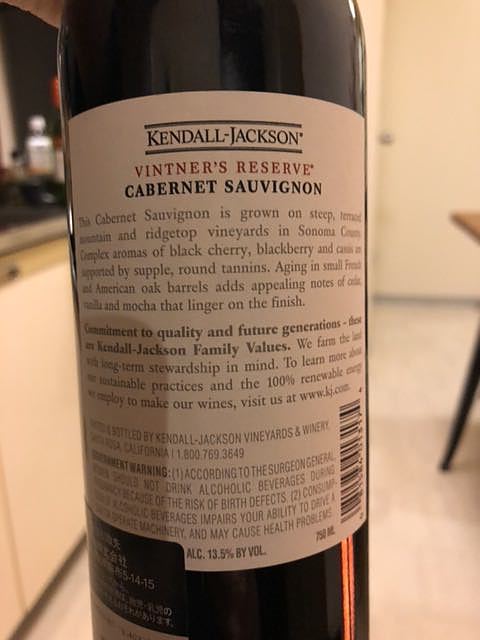 KENDALL-JACKSON®
VINTNER'S RESERVE®
CABERNET SAUVIGNON
This Cabernet Sauvignon is grown on steep, terraced
mountain and ridgetop vineyards in Sonoma County.
Complex aromas of black cherry, blackberry and cassis are
supported by supple, round tannins. Aging in small French
and American oak barrels adds appealing notes of cedar,
vanilla and mocha that linger on the finish.
Commitment to quality and future generations - these
are Kendall-Jackson Family Values. We farm the land
with long-term stewardship in mind. To learn more about
our sustainable practices and the 100% renewable energy
we employ to make our wines, visit us at www.kj.com.
& BOTTLED BY KENDALL-JACKSON VINEYARDS & WINERY,
SANTA ROSA, CALIFORNIA | 1.800.769.3649
GOVERNMENT WARNING: (1) ACCORDING TO THE SURGEON GENERAL,
WOMEN SHOULD NOT DRINK ALCOHOLIC BEVERAGES DURING
PREGNANCY BECAUSE OF THE RISK OF BIRTH DEFECTS. (2) CONSUMP-
OF ALCOHOLIC BEVERAGES IMPAIRS YOUR ABILITY TO DRIVE A
OR OPERATE MACHINERY, AND MAY CAUSE HEALTH PROBLEMS.
750 ML
ALC. 13.5% BY VOL.
式会社
5-14-15